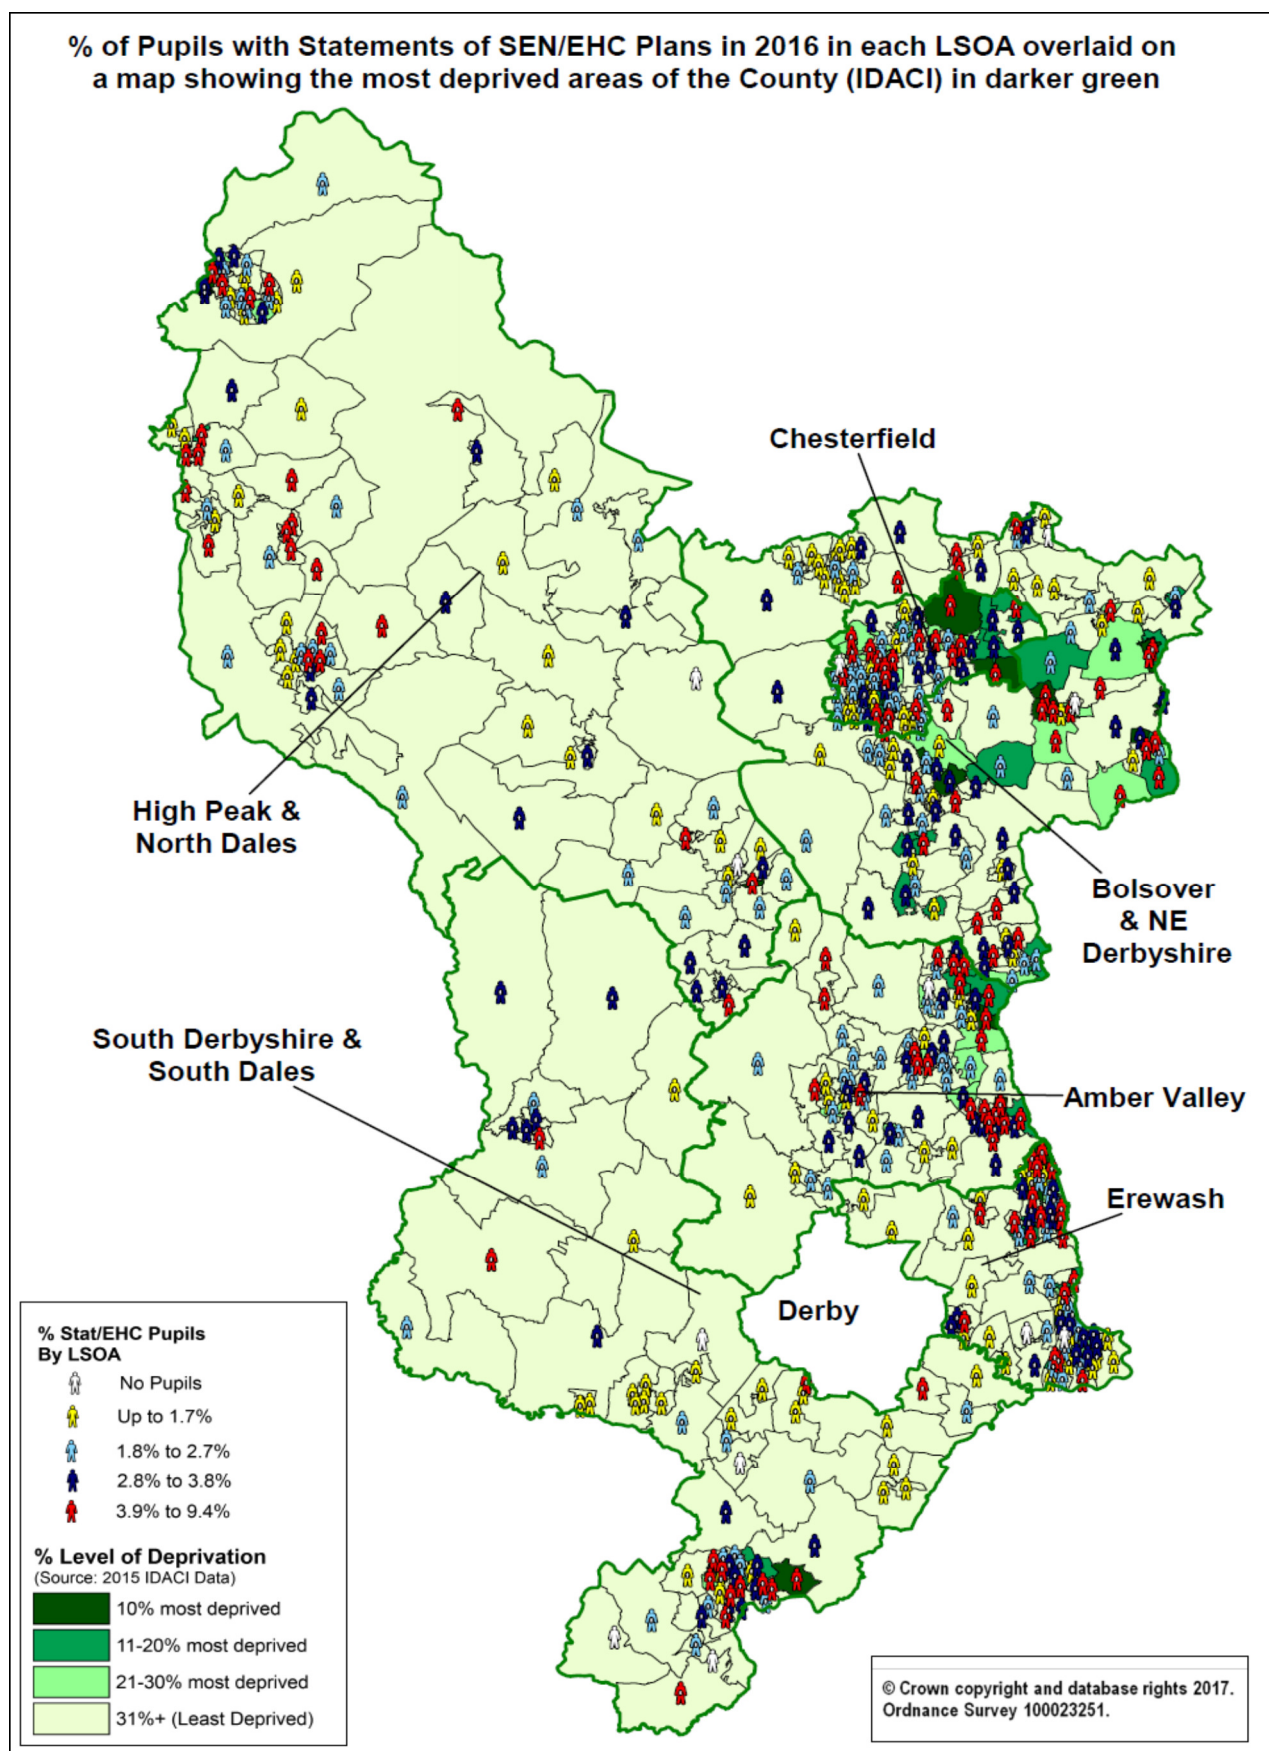 % of Pupils with Statements of SEN/EHC Plans in 2016 in each LSOA overlaid on
a map showing the most deprived areas of the County (IDACI) in darker green
Chesterfield
High Peak &
North Dales
Bolsover
& NE
Derbyshire
South Derbyshire &
South Dales
Amber Valley
Erewash
Derby
% Stat/EHC Pupils
By LSOA
No Pupils
Up to 1.7%
1.8% to 2.7%
2.8% to 3.8%
3.9% to 9.4%
% Level of Deprivation
(Source: 2015 IDACI Data)
10% most deprived
11-20% most deprived
21-30% most deprived
31%+ (Least Deprived)
© Crown copyright and database rights 2017.
Ordnance Survey 100023251.